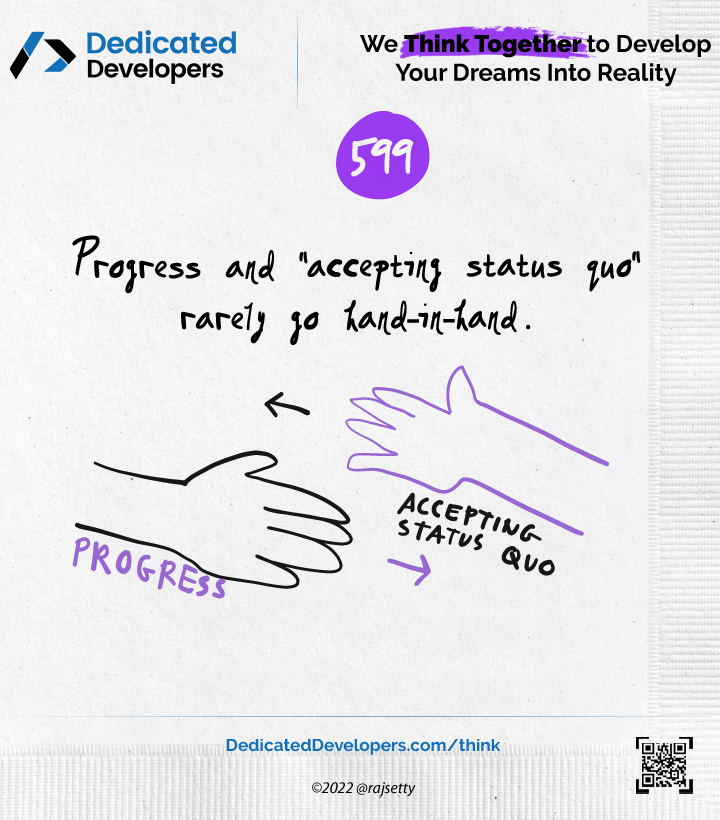 Dedicated
Developers
We Think Together to Develop
Your Dreams Into Reality
599
Progress and "accepting status quo"
rarely go hand-in-hand.
ACCEPTING
STATUS QUO
PROGRESS
DedicatedDevelopers.com/think
©2022 @rajsetty